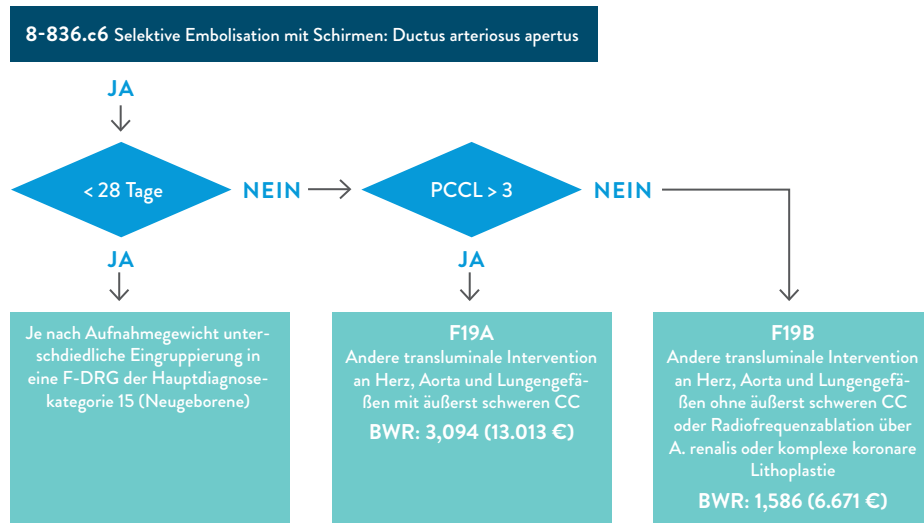 8-836.c6 Selektive Embolisation mit Schirmen: Ductus arteriosus apertus
JA
< 28 Tage
NEIN
PCCL > 3
NEIN
JA
JA
Je nach Aufnahmegewicht unter-
schdiedliche Eingruppierung in
eine F-DRG der Hauptdiagnose-
kategorie 15 (Neugeborene)
F19A
Andere transluminale Intervention
an Herz, Aorta und Lungengefä-
ßen mit äußerst schweren CC
BWR: 3,094 (13.013 €)
F19B
Andere transluminale Intervention
an Herz, Aorta und Lungengefä-
ßen ohne äußerst schweren CC
oder Radiofrequenzablation über
A. renalis oder komplexe koronare
Lithoplastie
BWR: 1,586 (6.671 €)